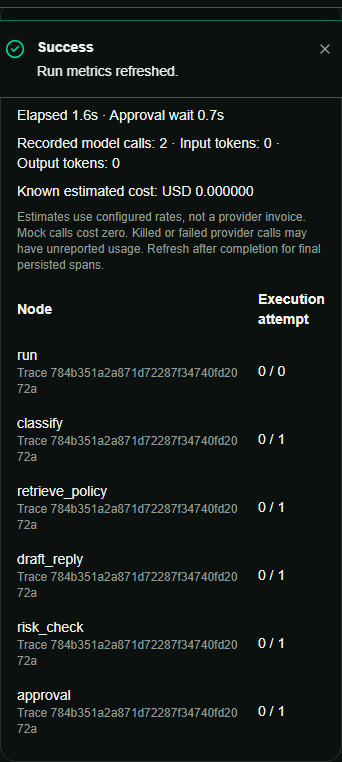 Success
Run metrics refreshed.
Elapsed 1.6s · Approval wait 0.7s
Recorded model calls: 2 · Input tokens: 0 ·
Output tokens: 0
Known estimated cost: USD 0.000000
Estimates use configured rates, not a provider invoice.
Mock calls cost zero. Killed or failed provider calls may
have unreported usage. Refresh after completion for final
persisted spans.
Node
Execution
attempt
run
Trace 784b351a2a871d72287f34740fd20
72a
0 / 0
classify
Trace 784b351a2a871d72287f34740fd20
72a
0 / 1
retrieve_policy
Trace 784b351a2a871d72287f34740fd20
72a
0 / 1
draft_reply
Trace 784b351a2a871d72287f34740fd20
72a
0 / 1
risk_check
Trace 784b351a2a871d72287f34740fd20
72a
0 / 1
approval
Trace 784b351a2a871d72287f34740fd20
72a
0 / 1